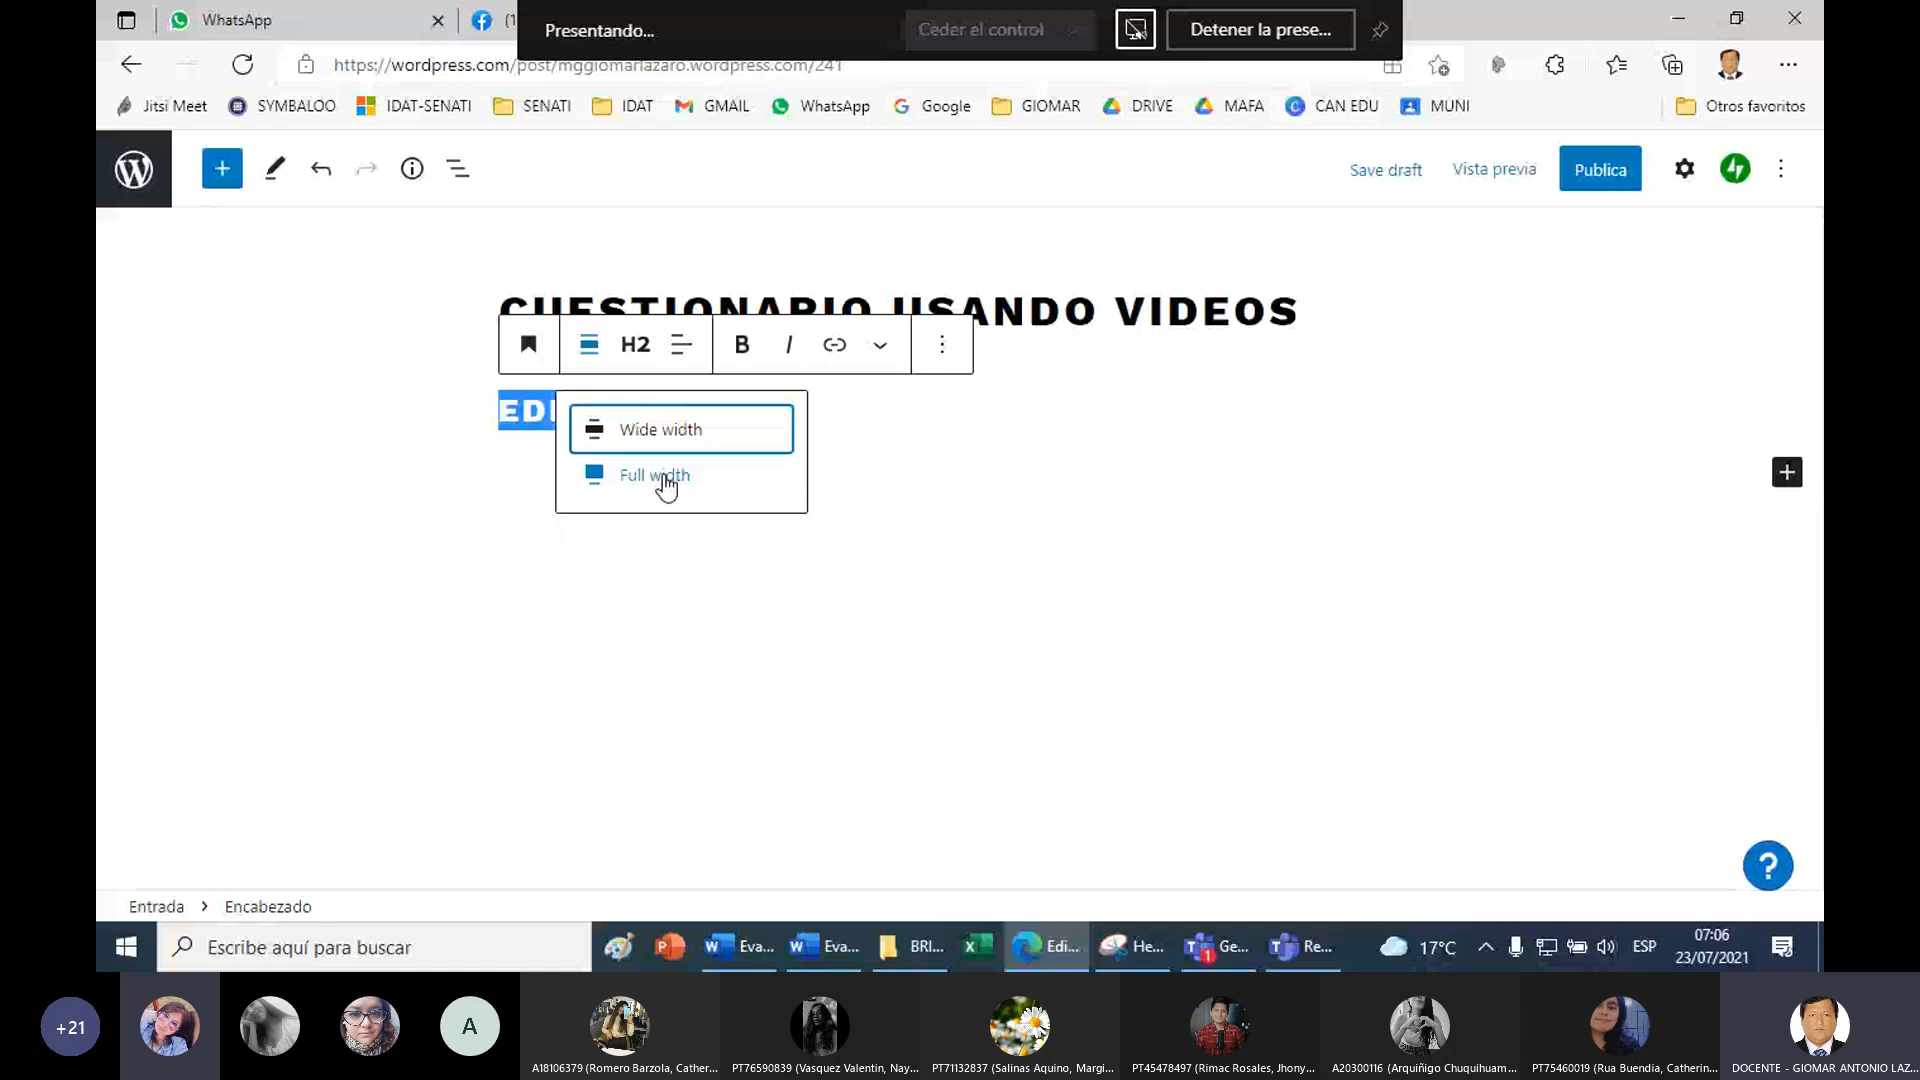 WhatsApp
(1
Presentando...
Ceder el control
Detener la prese...
https://wordpress.com/post/mggiomarlazaro.wordpress.com/241
Jitsi Meet
SYMBALOO
IDAT-SENATI
SENATI
IDAT
GMAIL
WhatsApp
Google
GIOMAR
DRIVE
MAFA
CAN EDU
MUNI
Otros favoritos
Save draft
Vista previa
Publica
CUESTIONARIO USANDO VIDEOS
H2
B
I
Wide width
Full width
Entrada
Encabezado
Escribe aquí para buscar
Eva...
Eva...
BRI...
Edi...
He...
Ge...
Re...
17°C
ESP
07:06
23/07/2021
+21
A
A18106379 (Romero Barzola, Cather...
PT76590839 (Vasquez Valentin, Nay...
PT71132837 (Salinas Aquino, Margi...
PT45478497 (Rimac Rosales, Jhony...
A20300116 (Arquiñigo Chuquihuam...
PT75460019 (Rua Buendia, Catherin...
DOCENTE - GIOMAR ANTONIO LAZ...